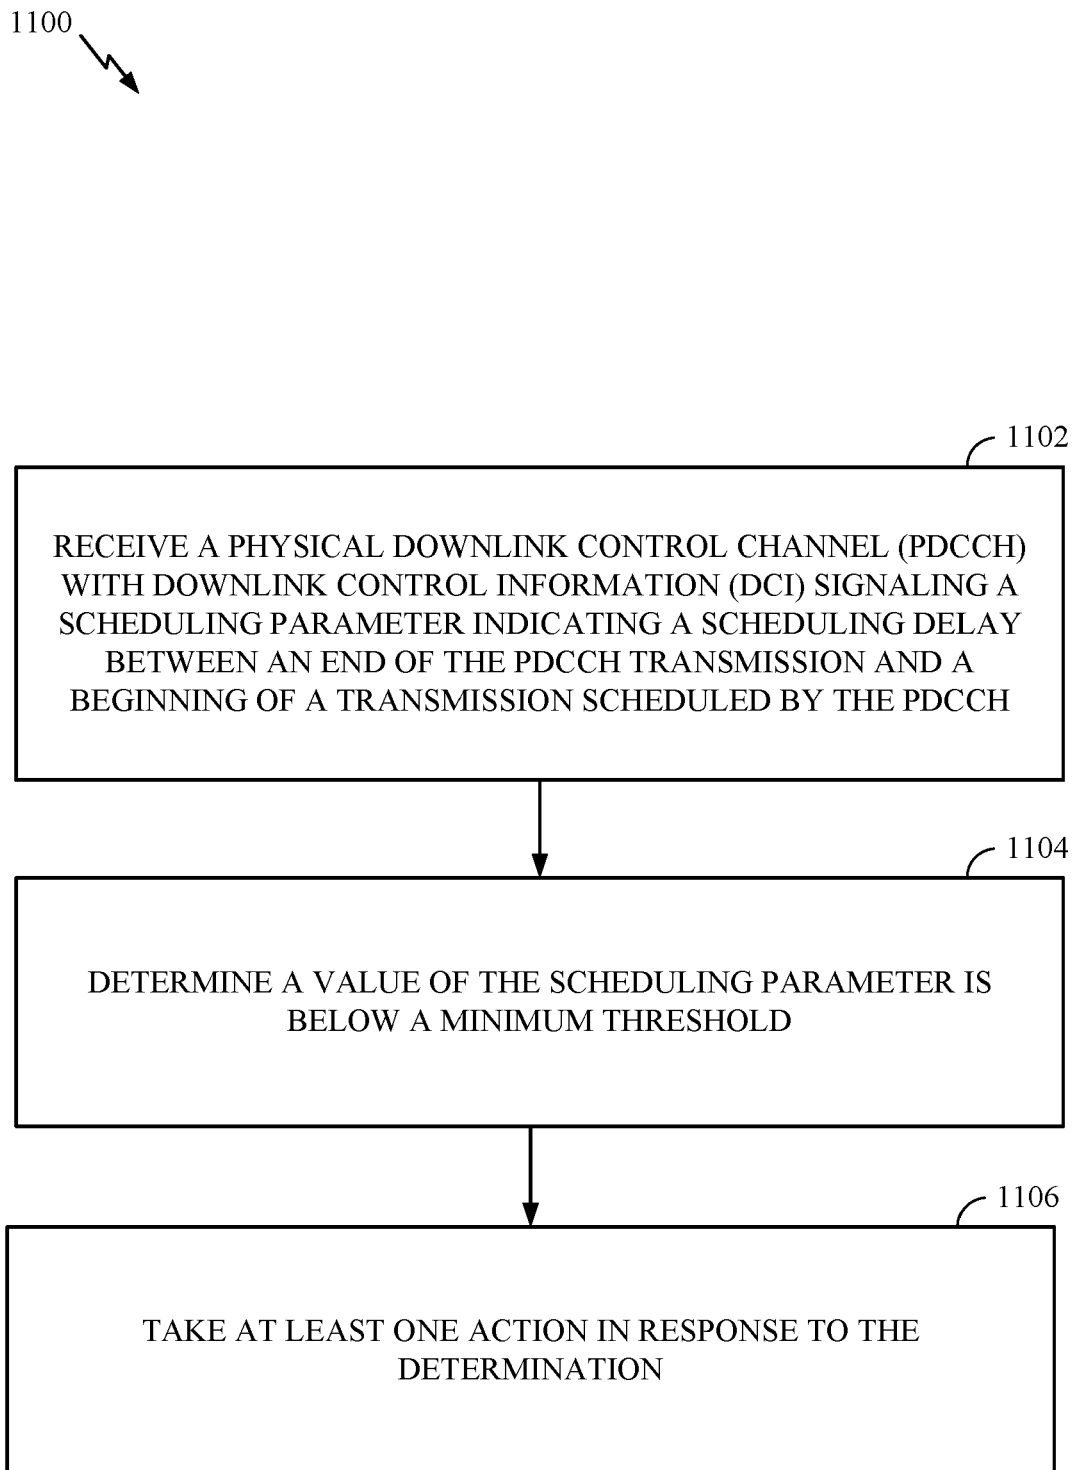 1100
1102
RECEIVE A PHYSICAL DOWNLINK CONTROL CHANNEL (PDCCH)
WITH DOWNLINK CONTROL INFORMATION (DCI) SIGNALING A
SCHEDULING PARAMETER INDICATING A SCHEDULING DELAY
BETWEEN AN END OF THE PDCCH TRANSMISSION AND A
BEGINNING OF A TRANSMISSION SCHEDULED BY THE PDCCH
1104
DETERMINE A VALUE OF THE SCHEDULING PARAMETER IS
BELOW A MINIMUM THRESHOLD
1106
TAKE AT LEAST ONE ACTION IN RESPONSE TO THE
DETERMINATION